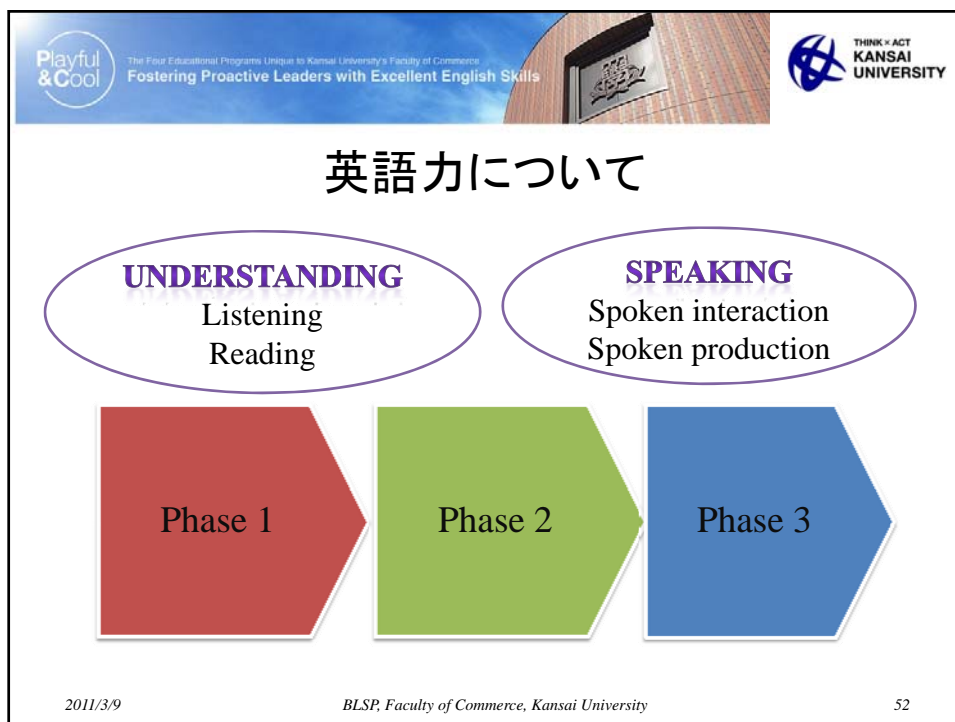 Playful
&Cool
The Four Educational Programs Unique to Kansai University's Faculty of Commerce
Fostering Proactive Leaders with Excellent English Skills
THINK×ACT
KANSAI
UNIVERSITY
英語力について
UNDERSTANDING
Listening
Reading
SPEAKING
Spoken interaction
Spoken production
Phase 1
Phase 2
Phase 3
2011/3/9
BLSP, Faculty of Commerce, Kansai University
52